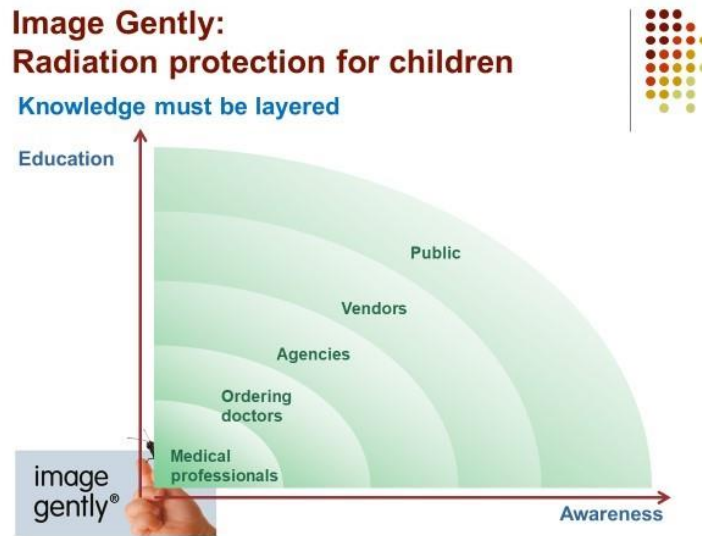 Image Gently:
Radiation protection for children
Knowledge must be layered
Education
Public
Vendors
Agencies
Ordering
doctors
Medical
professionals
image
gently®
Awareness